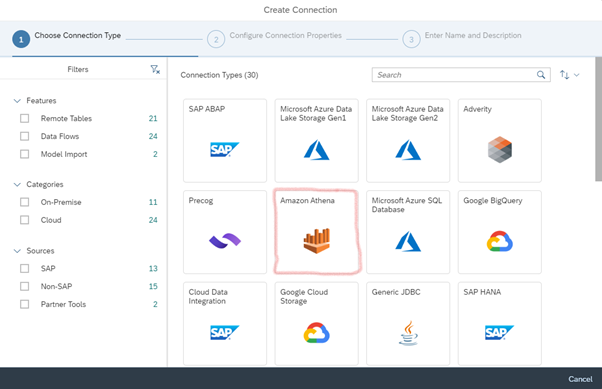 Create Connection
1 Choose Connection Type
2 Configure Connection Properties
3 Enter Name and Description
Filters
Features
Remote Tables 21
Data Flows 24
Model Import 2
Categories
On-Premise 11
Cloud 24
Sources
SAP 13
Non-SAP 15
Partner Tools 2
Connection Types (30)
Search
SAP ABAP
SAP
Microsoft Azure Data
Lake Storage Gen1
Microsoft Azure Data
Lake Storage Gen2
Adverity
Precog
Amazon Athena
Microsoft Azure SQL
Database
Google BigQuery
Cloud Data
Integration
SAP
Google Cloud
Storage
Generic JDBC
SAP HANA
SAP
Cancel